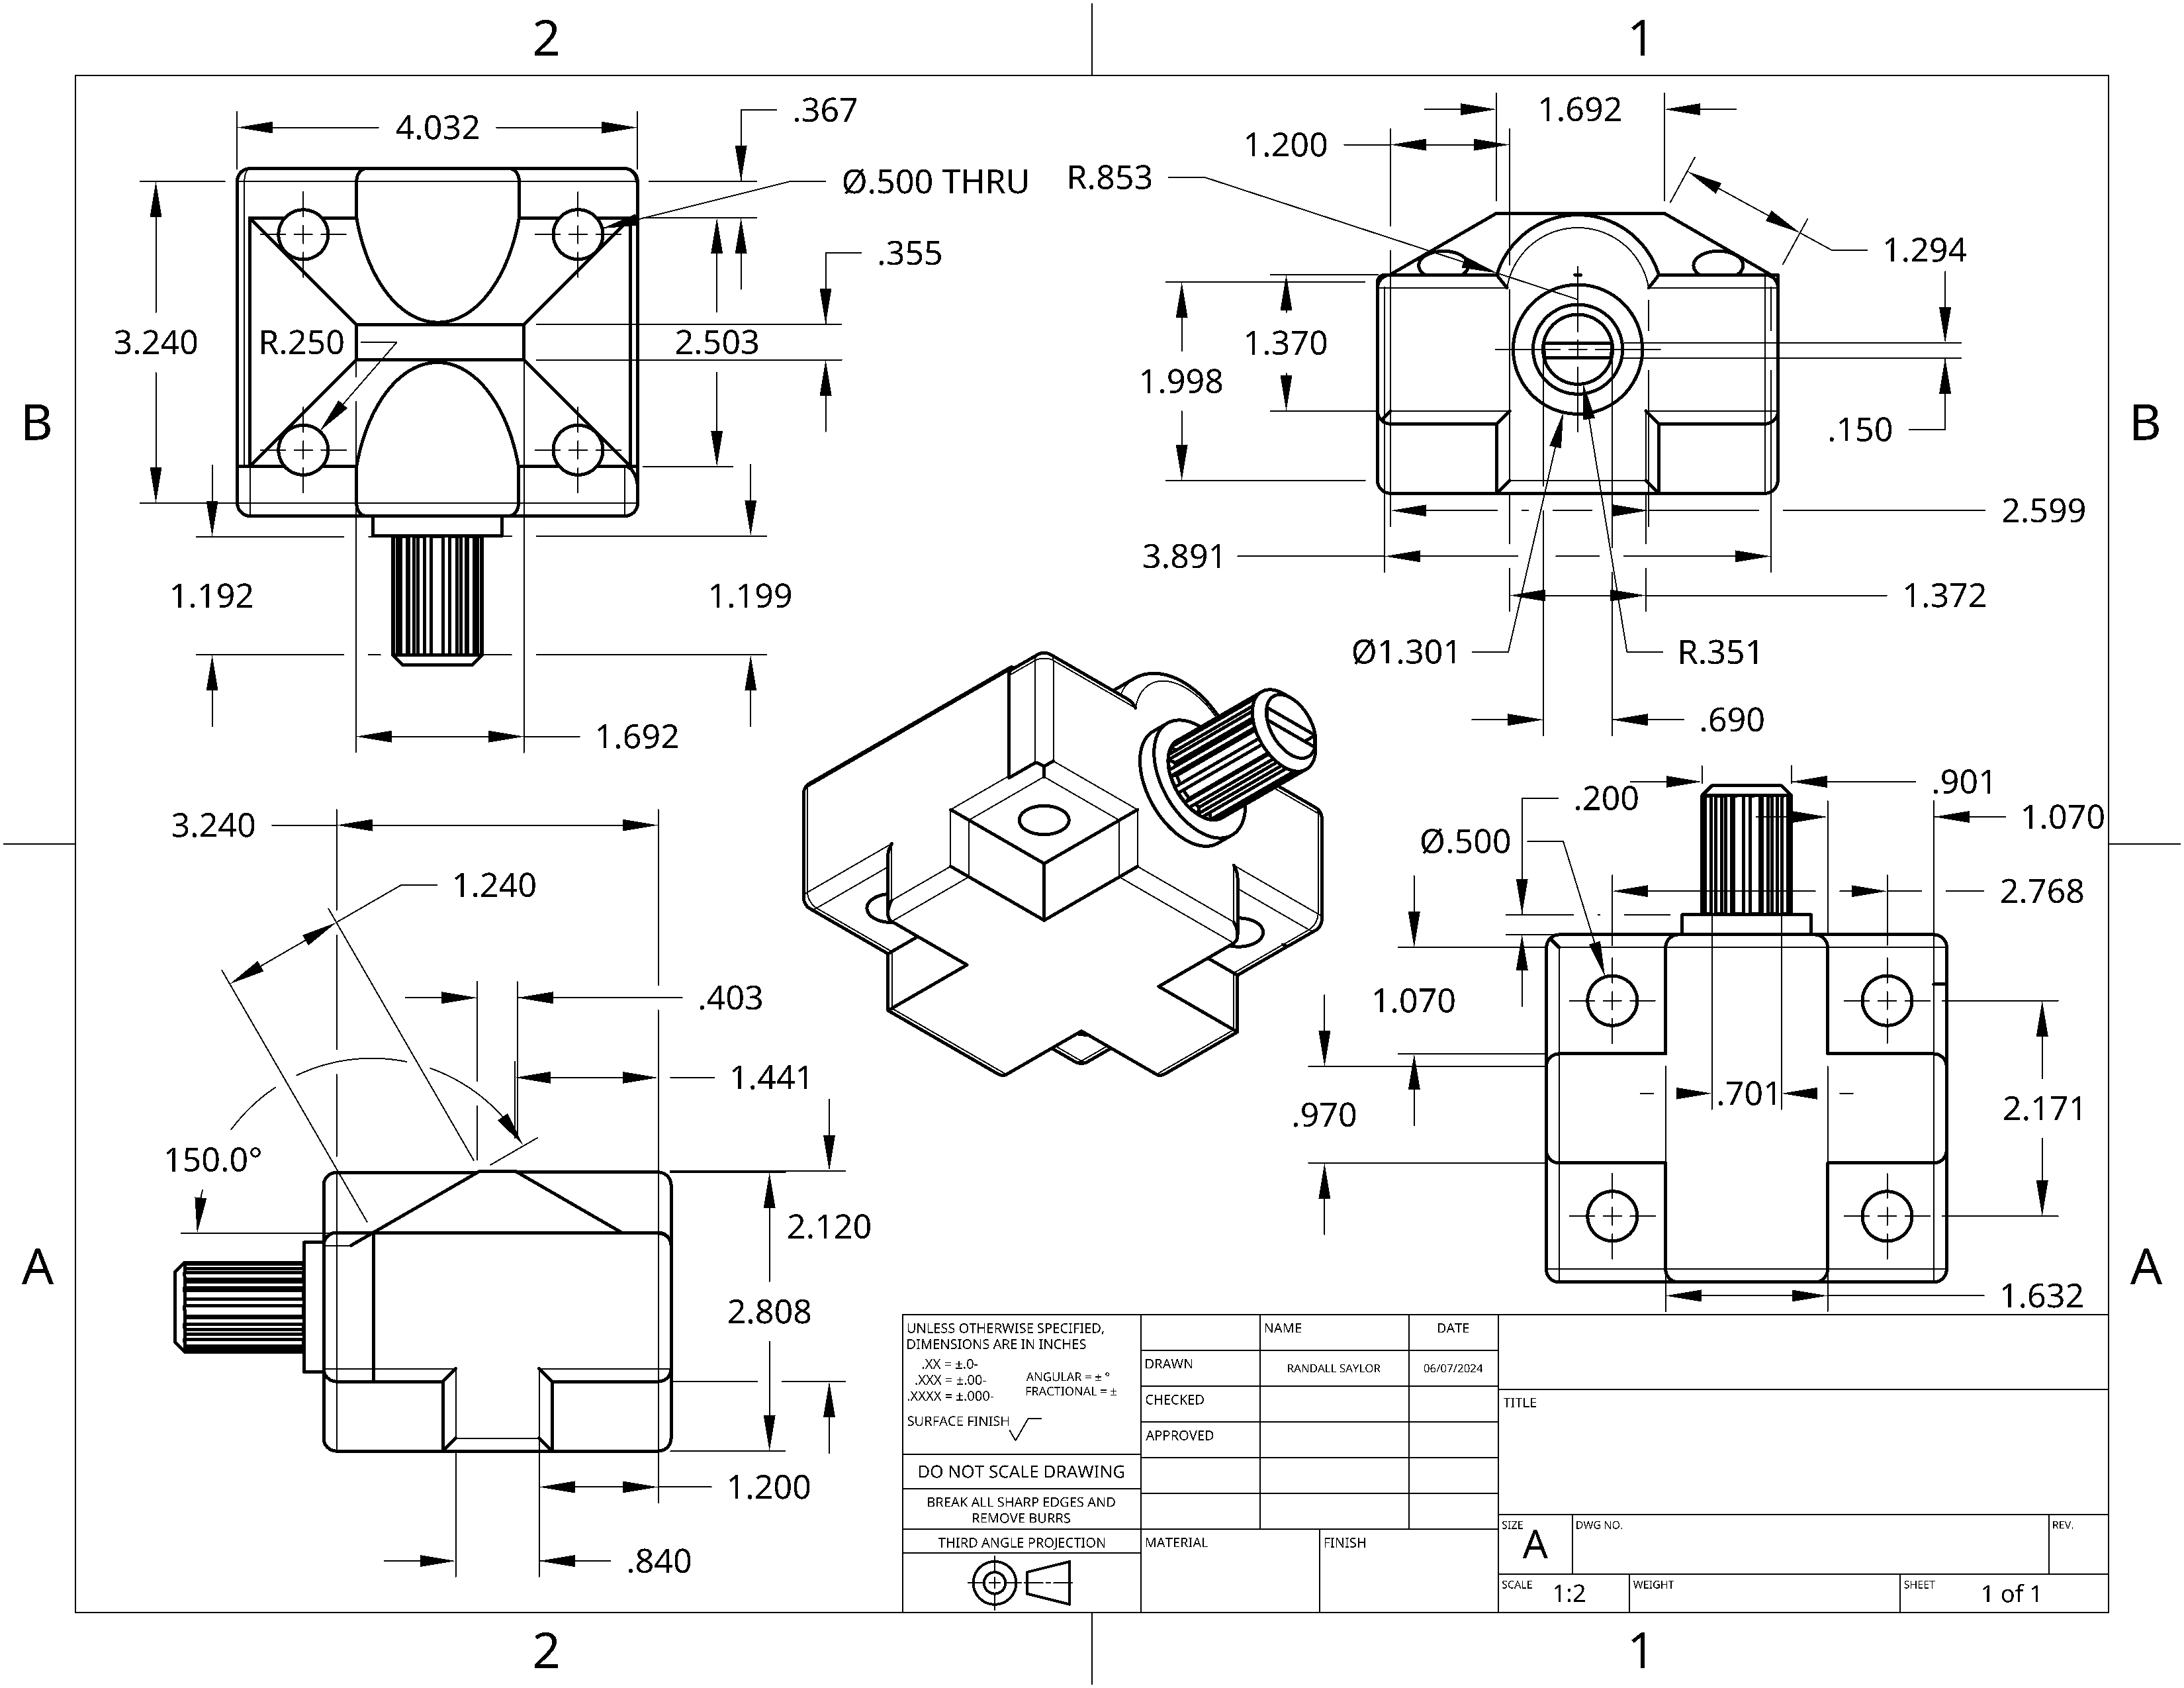 2
1
4.032
.367
Ø.500 THRU
.355
3.240
R.250
2.503
1.192
1.199
1.692
1.692
1.200
R.853
1.294
1.370
1.998
.150
2.599
3.891
1.372
Ø1.301
R.351
.690
B
B
3.240
1.240
.403
1.441
150.0°
2.120
2.808
1.200
.840
.200
.901
1.070
Ø.500
2.768
1.070
.970
.701
2.171
1.632
A
A
UNLESS OTHERWISE SPECIFIED,
DIMENSIONS ARE IN INCHES
.XX = ±.0-
.XXX = ±.00-
.XXXX = ±.000-
ANGULAR = ± °
FRACTIONAL = ±
SURFACE FINISH
DO NOT SCALE DRAWING
BREAK ALL SHARP EDGES AND
REMOVE BURRS
THIRD ANGLE PROJECTION
NAME
DATE
DRAWN
RANDALL SAYLOR
06/07/2024
CHECKED
APPROVED
MATERIAL
FINISH
TITLE
SIZE
A
DWG NO.
REV.
SCALE
1:2
WEIGHT
SHEET
1 of 1
2
1